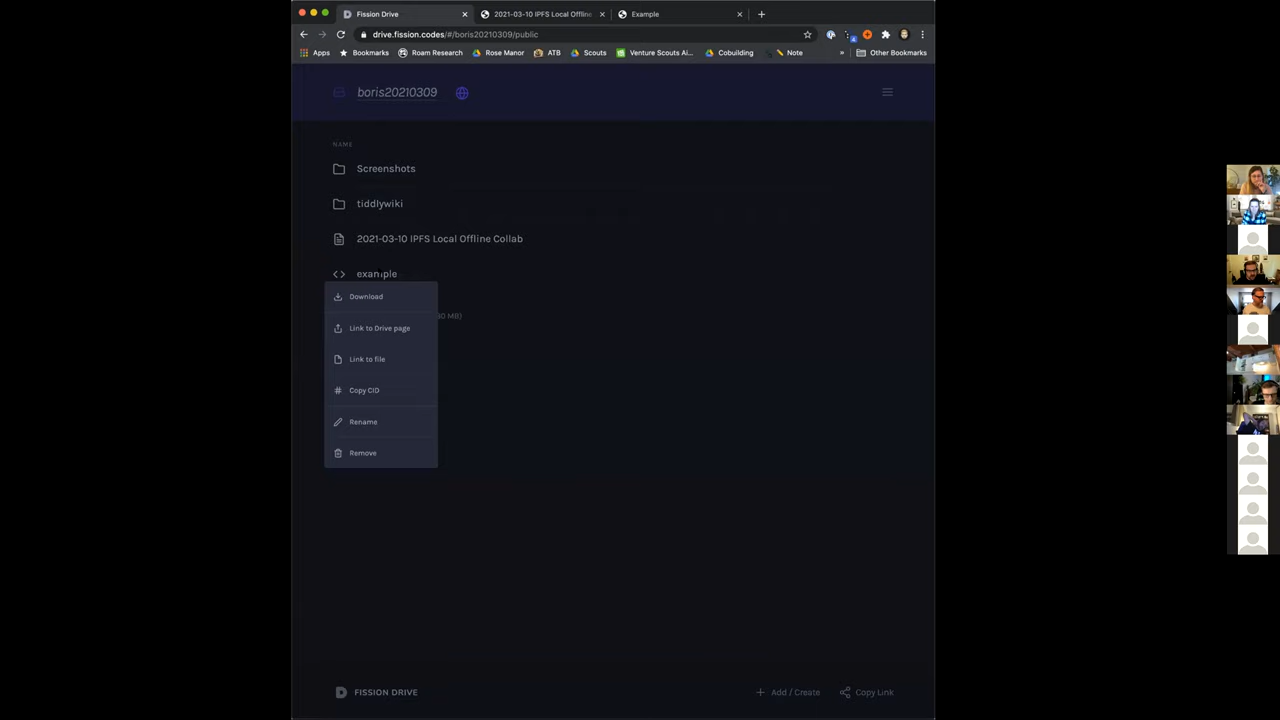 Fission Drive
2021-03-10 IPFS Local Offline
Example
drive.fission.codes/#/boris20210309/public
Apps
Bookmarks
Roam Research
Rose Manor
ATB
Scouts
Venture Scouts Ai...
Cobuilding
Note
»
Other Bookmarks
boris20210309
NAME
Screenshots
tiddlywiki
2021-03-10 IPFS Local Offline Collab
example
MB)
Download
Link to Drive page
Link to file
Copy CID
Rename
Remove
FISSION DRIVE
Add / Create
Copy Link